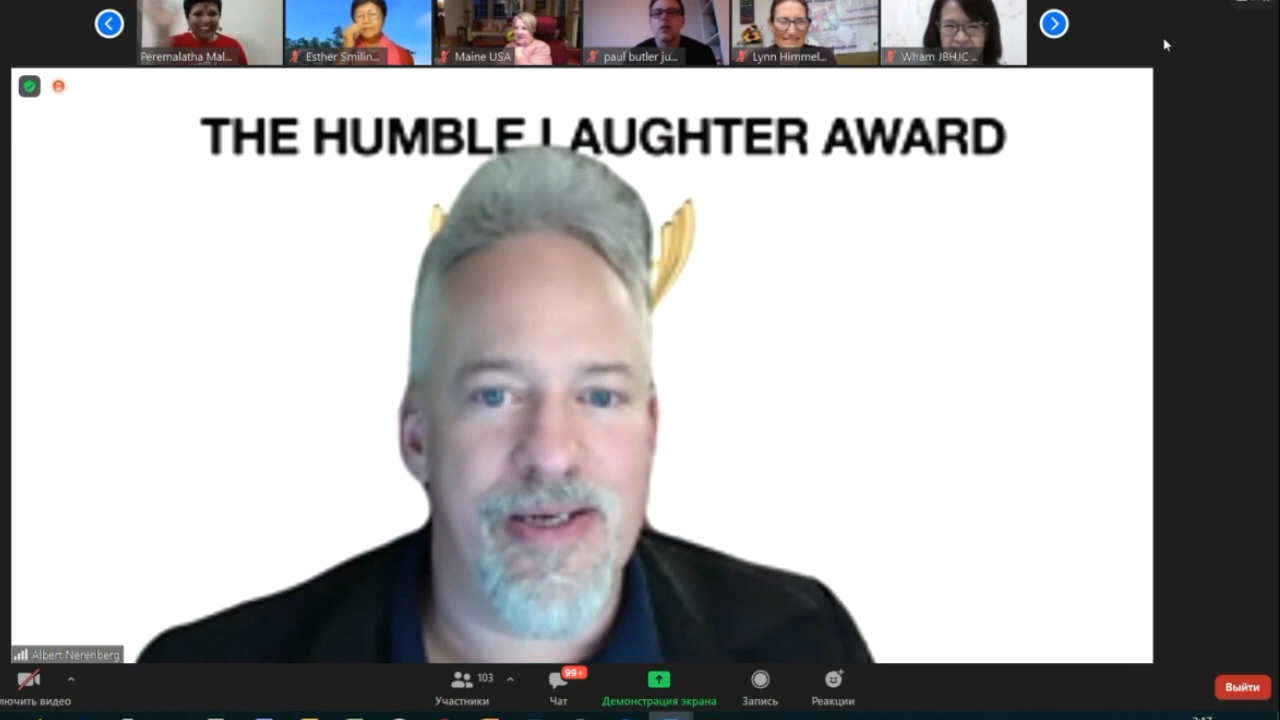 Peremalatha Mal...
Esther Smilin...
Maine USA
paul butler ju...
Lynn Himmel...
Wham JBHJC ...
THE HUMBLE LAUGHTER AWARD
Albert Nerenberg
103
99+
лючить видео
Участники
Чат
Демонстрация экрана
Запись
Реакции
Выйти